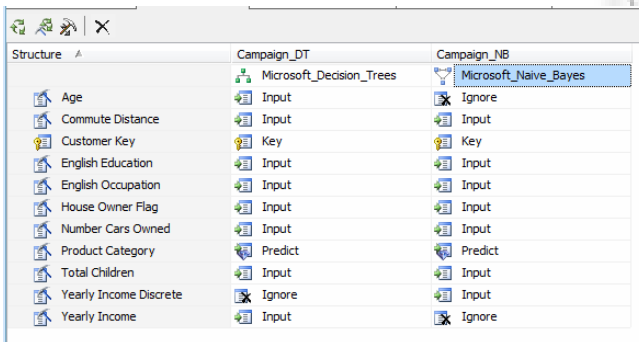 Structure Campaign_DT Campaign_NB
Microsoft_Decision_Trees Microsoft_Naive_Bayes
Age Input Ignore
Commute Distance Input Input
Customer Key Key Key
English Education Input Input
English Occupation Input Input
House Owner Flag Input Input
Number Cars Owned Input Input
Product Category Predict Predict
Total Children Input Input
Yearly Income Discrete Ignore Input
Yearly Income Input Ignore